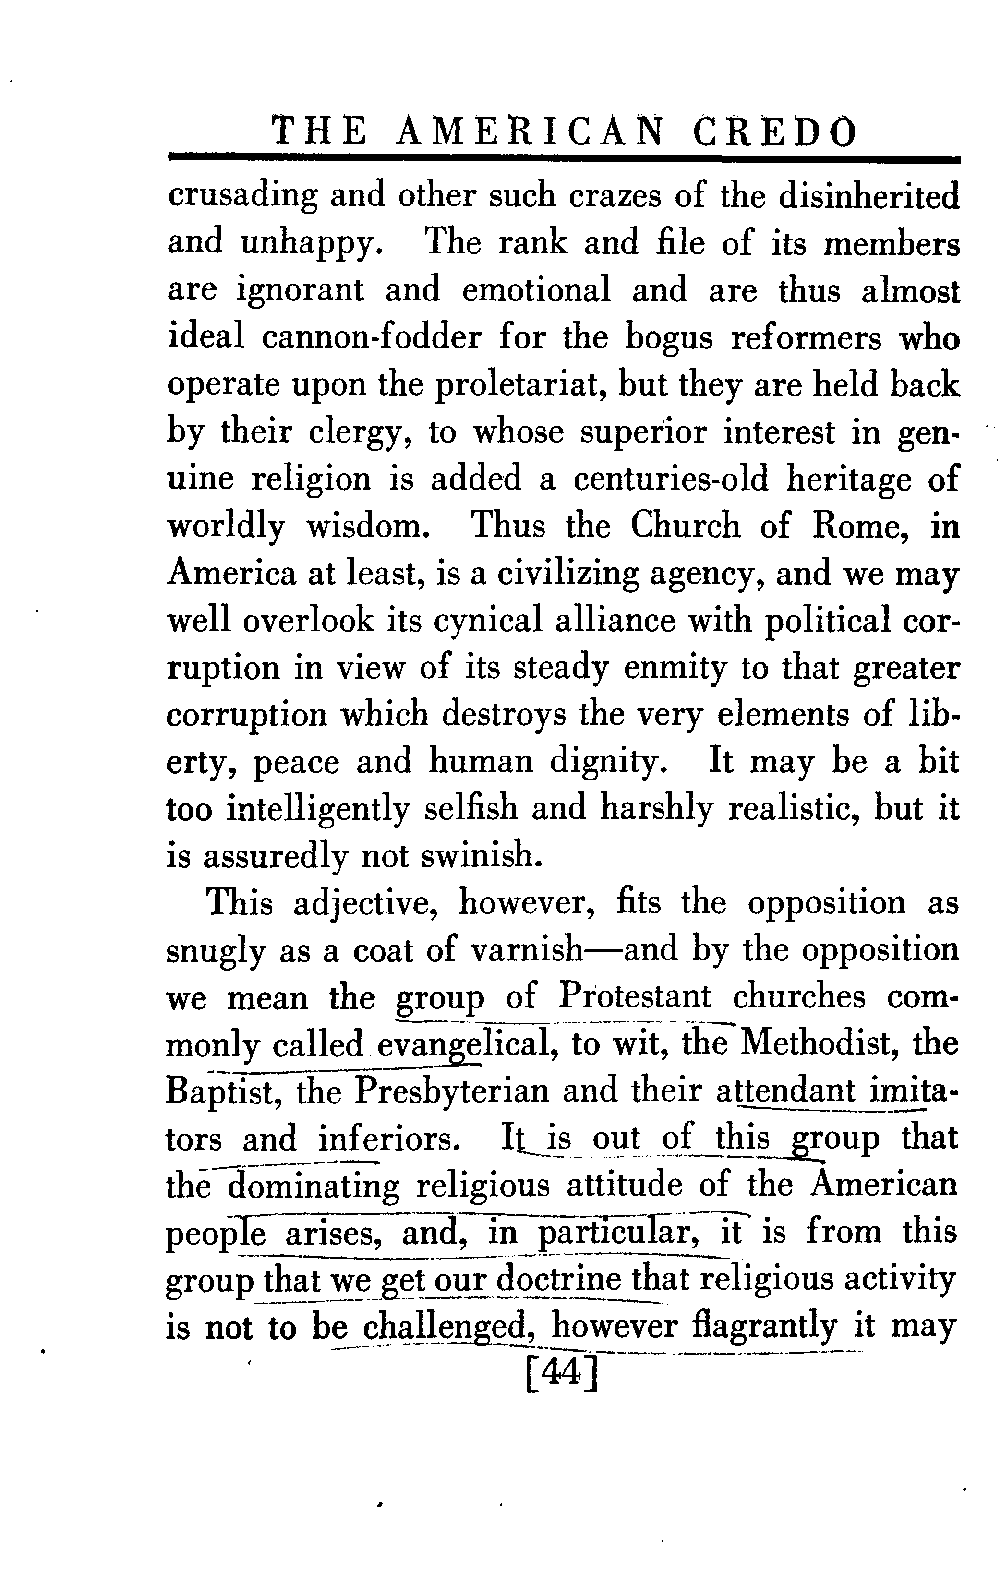 THE AMERICAN CREDO
crusading and other such crazes of the disinherited
and unhappy. The rank and file of its members
are ignorant and emotional and are thus almost
ideal cannon-fodder for the bogus reformers who
operate upon the proletariat, but they are held back
by their clergy, to whose superior interest in gen-
uine religion is added a centuries-old heritage of
worldly wisdom. Thus the Church of Rome, in
America at least, is a civilizing agency, and we may
well overlook its cynical alliance with political cor-
ruption in view of its steady enmity to that greater
corruption which destroys the very elements of lib-
erty, peace and human dignity. It may be a bit
too intelligently selfish and harshly realistic, but it
is assuredly not swinish.
This adjective, however, fits the opposition as
snugly as a coat of varnish—and by the opposition
we mean the group of Protestant churches com-
monly called evangelical, to wit, the Methodist, the
Baptist, the Presbyterian and their attendant imita-
tors and inferiors. It is out of this group that
the dominating religious attitude of the American
people arises, and, in particular, it is from this
group that we get our doctrine that religious activity
is not to be challenged, however flagrantly it may
[44]